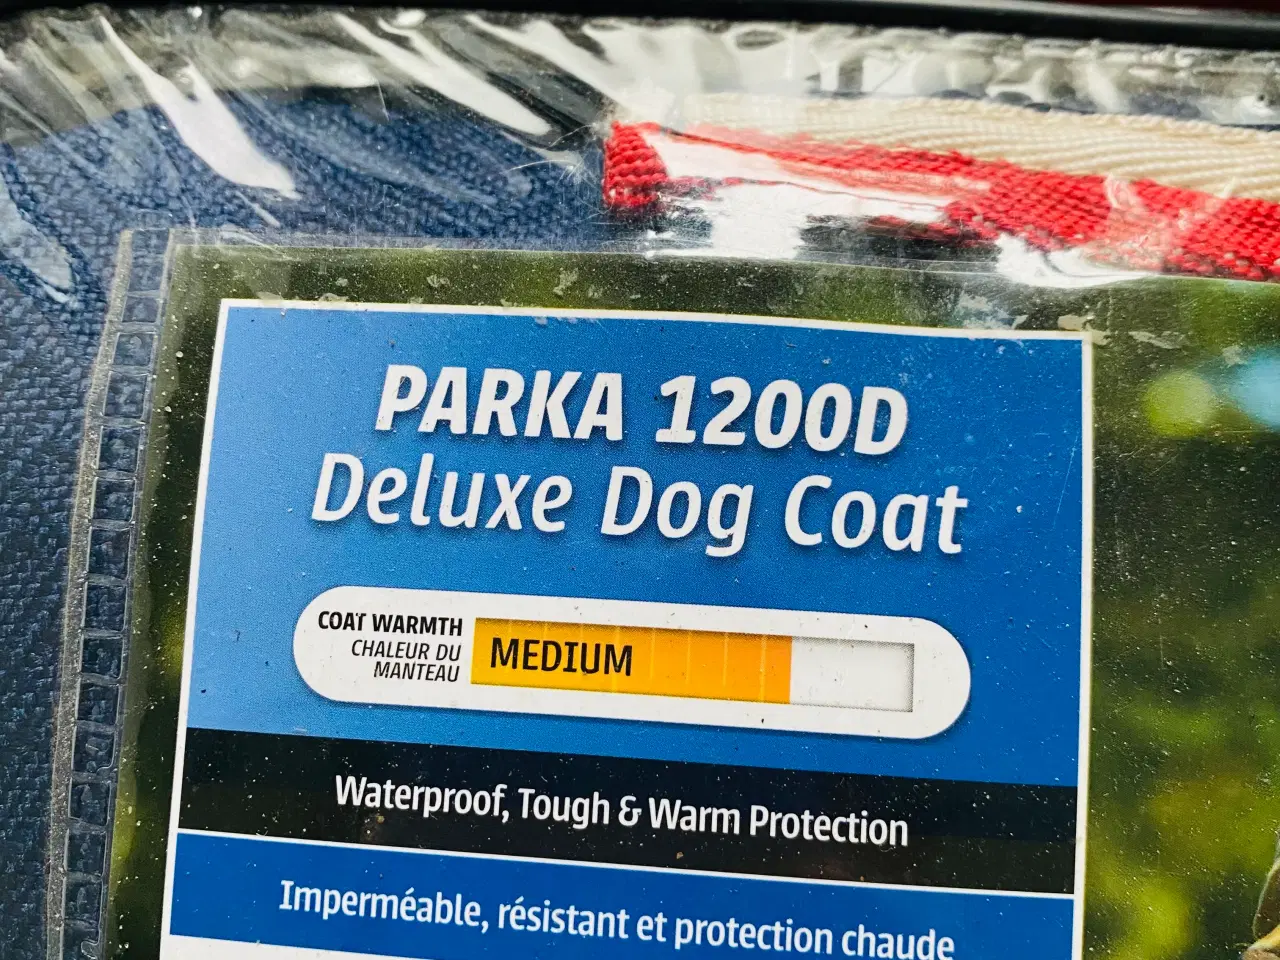 PARKA 1200D
Deluxe Dog Coat
COAT WARMTH
CHALEUR DU
MANTEAU
MEDIUM
Waterproof, Tough & Warm Protection
Imperméable, résistant et protection chaude